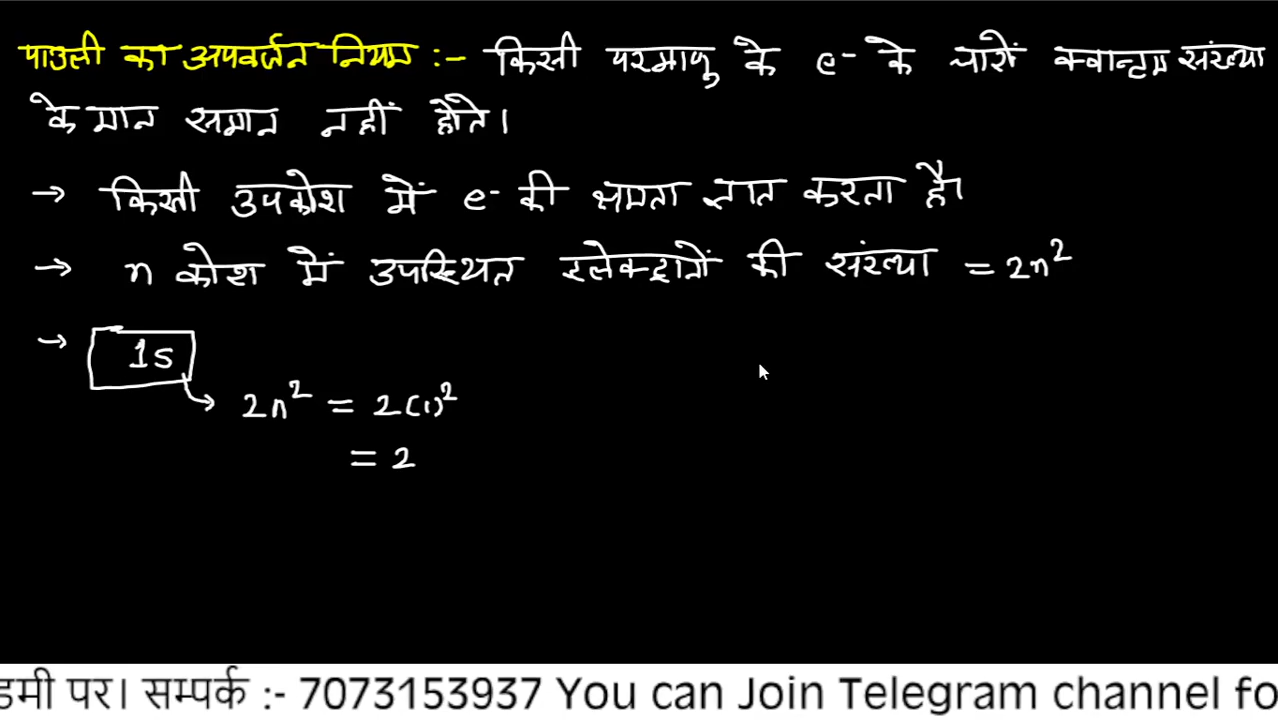 पाउली का अपवर्जन नियम :- किसी परमाणु के e⁻ के चारों क्वान्टम संख्या
के मान समान नहीं होते।
→ किसी उपकोश में e⁻ की क्षमता ज्ञात करता है।
→ n कोश में उपस्थित इलेक्ट्रानों की संख्या = 2n²
→ 1s
2n² = 2(1)²
= 2
डमी पर। सम्पर्क :- 7073153937 You can Join Telegram channel fo